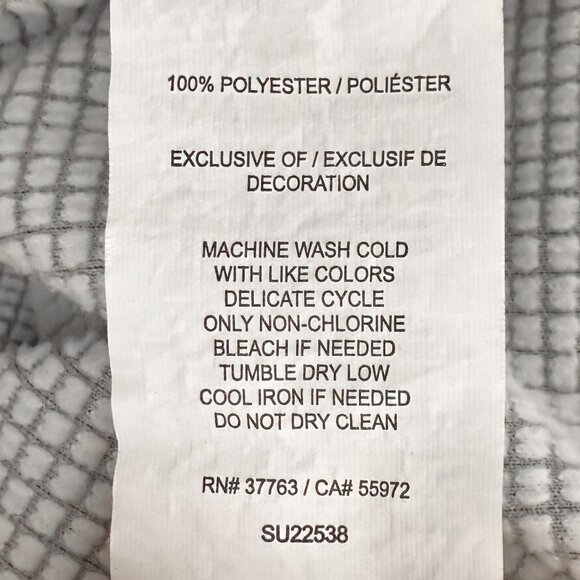 100% POLYESTER / POLIÉSTER
EXCLUSIVE OF / EXCLUSIF DE
DECORATION
MACHINE WASH COLD
WITH LIKE COLORS
DELICATE CYCLE
ONLY NON-CHLORINE
BLEACH IF NEEDED
TUMBLE DRY LOW
COOL IRON IF NEEDED
DO NOT DRY CLEAN
RN# 37763 / CA# 55972
SU22538